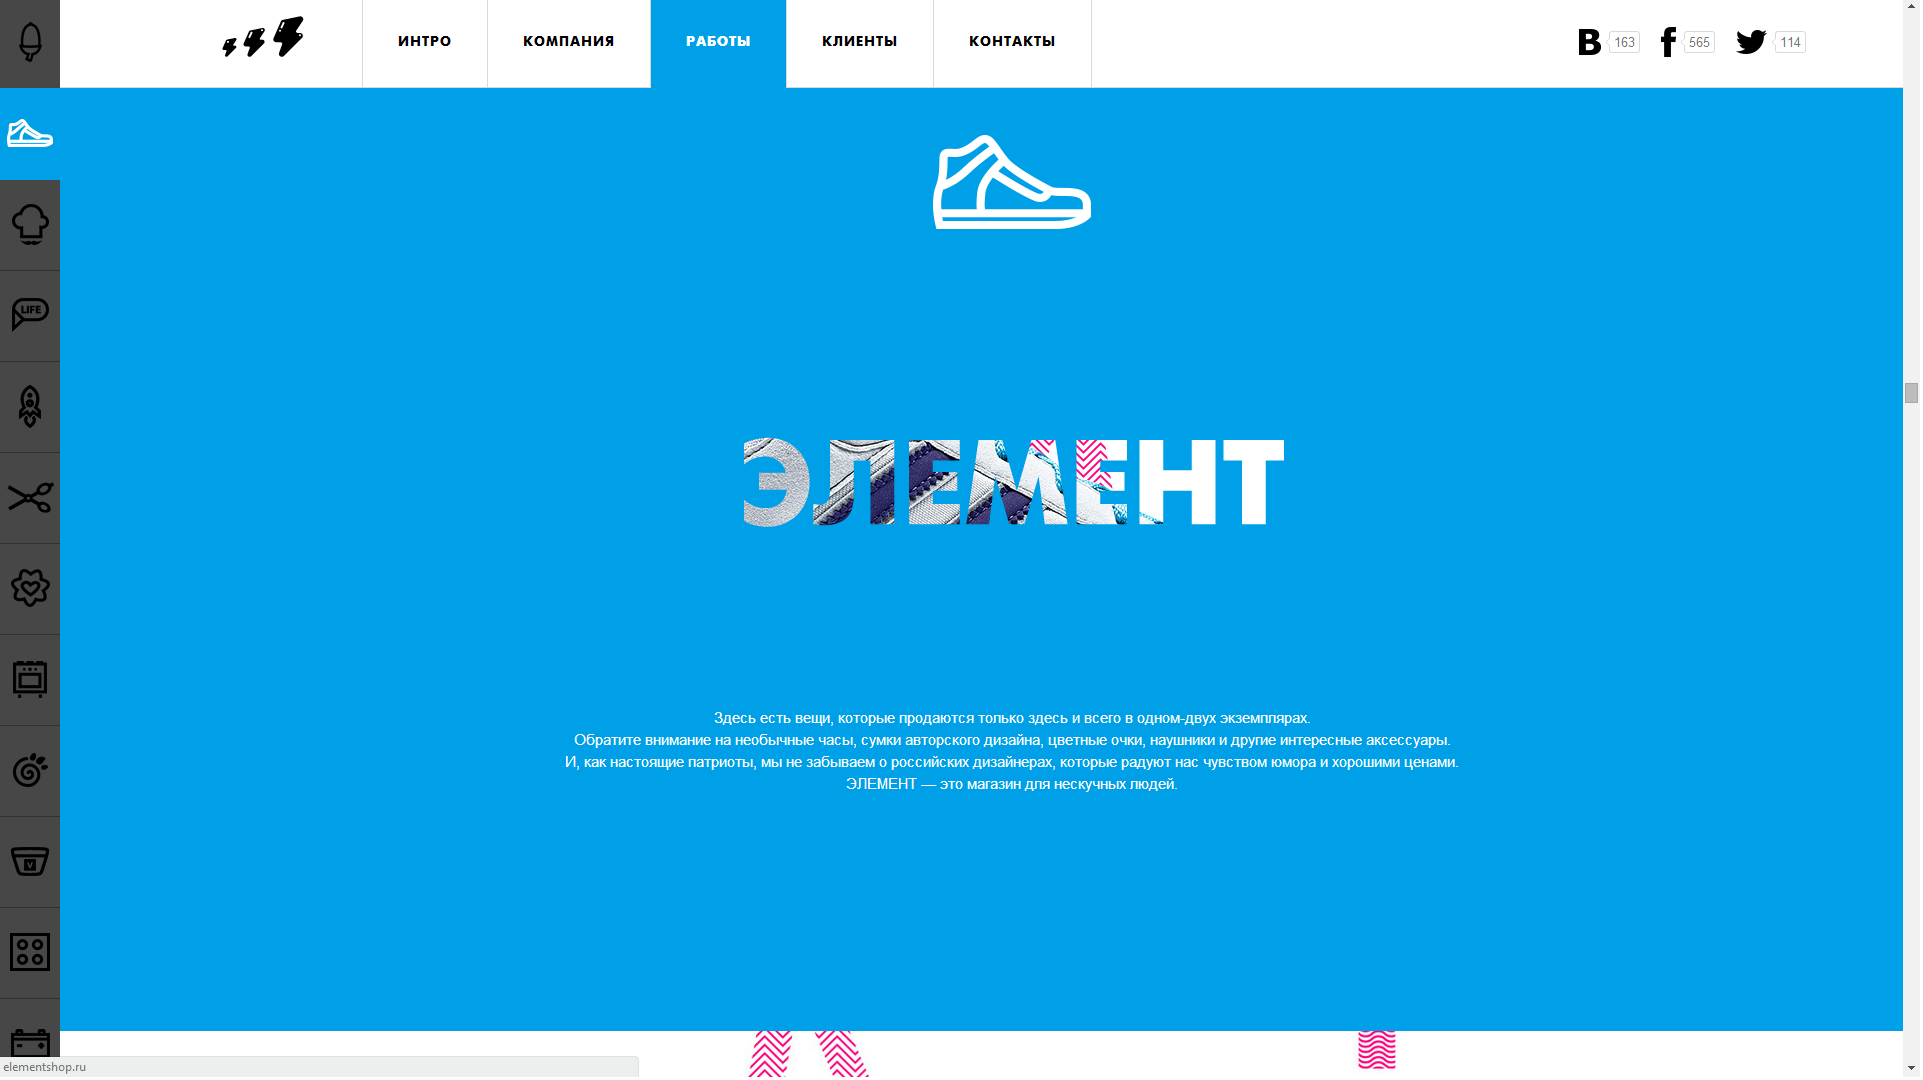 ИНТРО
КОМПАНИЯ
РАБОТЫ
КЛИЕНТЫ
КОНТАКТЫ
B 163
f 565
114
LIFE
V
ЭЛЕМЕНТ
Здесь есть вещи, которые продаются только здесь и всего в одном-двух экземплярах.
Обратите внимание на необычные часы, сумки авторского дизайна, цветные очки, наушники и другие интересные аксессуары.
И, как настоящие патриоты, мы не забываем о российских дизайнерах, которые радуют нас чувством юмора и хорошими ценами.
ЭЛЕМЕНТ — это магазин для нескучных людей.
elementshop.ru